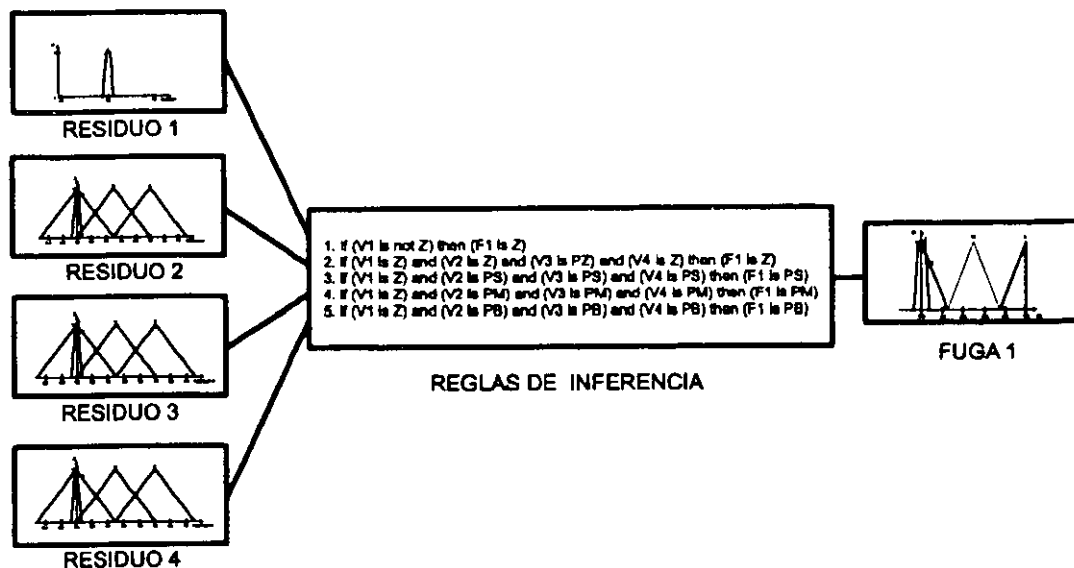 RESIDUO 1
RESIDUO 2
RESIDUO 3
RESIDUO 4
1. If (V1 is not Z) then (F1 is Z)
2. If (V1 is Z) and (V2 is Z) and (V3 is PZ) and (V4 is Z) then (F1 is Z)
3. If (V1 is Z) and (V2 is PS) and (V3 is PS) and (V4 is PS) then (F1 is PS)
4. If (V1 is Z) and (V2 is PM) and (V3 is PM) and (V4 is PM) then (F1 is PM)
5. If (V1 is Z) and (V2 is PB) and (V3 is PB) and (V4 is PB) then (F1 is PB)
REGLAS DE INFERENCIA
FUGA 1